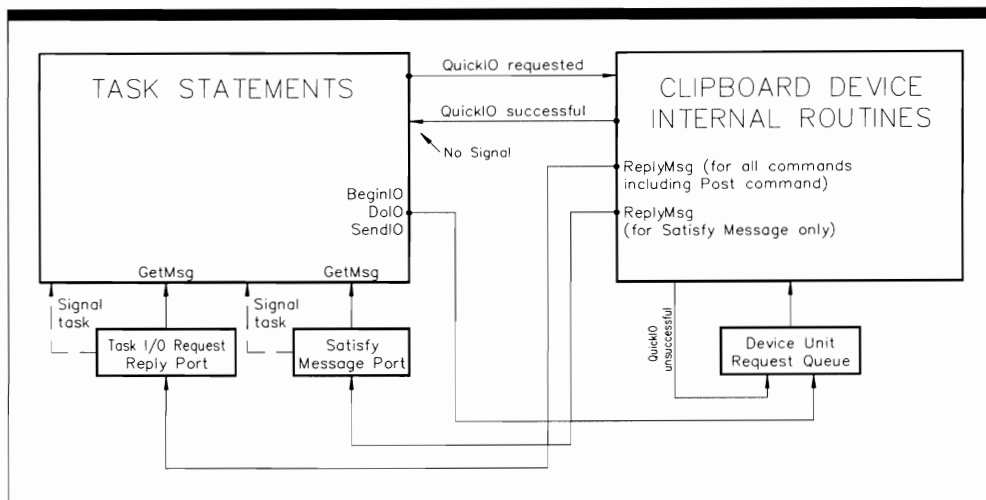 TASK STATEMENTS
QuickIO requested
QuickIO successful
No Signal
BeginIO
DoIO
SendIO
GetMsg
GetMsg
CLIPBOARD DEVICE
INTERNAL ROUTINES
ReplyMsg (for all commands
including Post command)
ReplyMsg
(for Satisfy Message only)
Signal
task
Signal
task
Task I/O Request
Reply Port
Satisfy
Message Port
QuickIO
unsuccessful
Device Unit
Request Queue